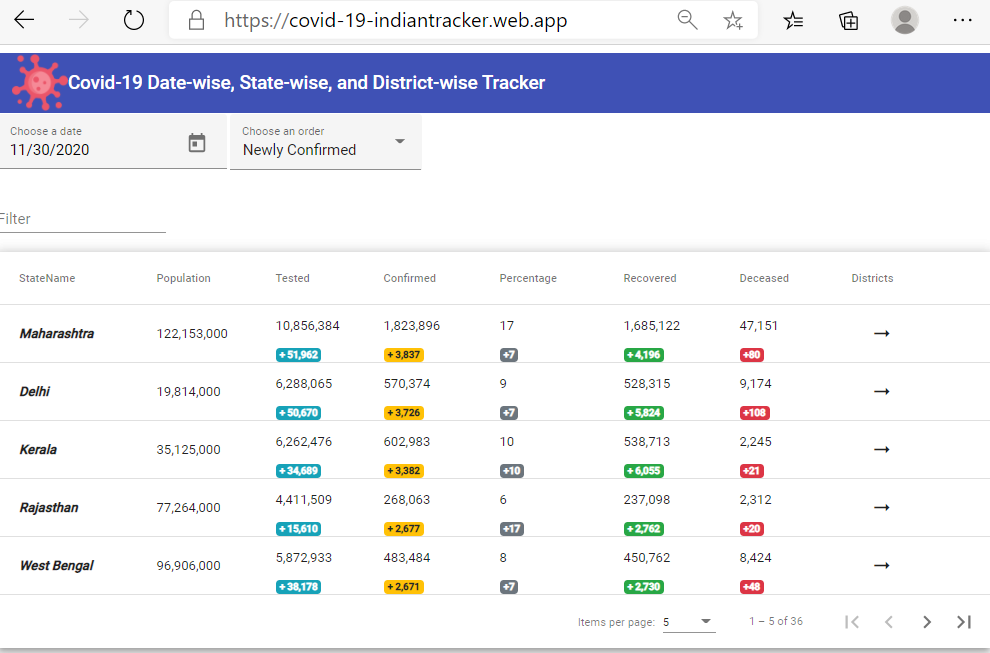 https://covid-19-indiantracker.web.app
Covid-19 Date-wise, State-wise, and District-wise Tracker
Choose a date
11/30/2020
Choose an order
Newly Confirmed
Filter
StateName Population Tested Confirmed Percentage Recovered Deceased Districts
Maharashtra 122,153,000 10,856,384 1,823,896 17 1,685,122 47,151
+51,962 +3,837 +7 +4,196 +80
Delhi 19,814,000 6,288,065 570,374 9 528,315 9,174
+50,670 +3,726 +7 +5,824 +108
Kerala 35,125,000 6,262,476 602,983 10 538,713 2,245
+34,689 +3,382 +10 +6,055 +21
Rajasthan 77,264,000 4,411,509 268,063 6 237,098 2,312
+15,610 +2,677 +17 +2,762 +20
West Bengal 96,906,000 5,872,933 483,484 8 450,762 8,424
+38,178 +2,671 +7 +2,730 +48
Items per page: 5 1 – 5 of 36